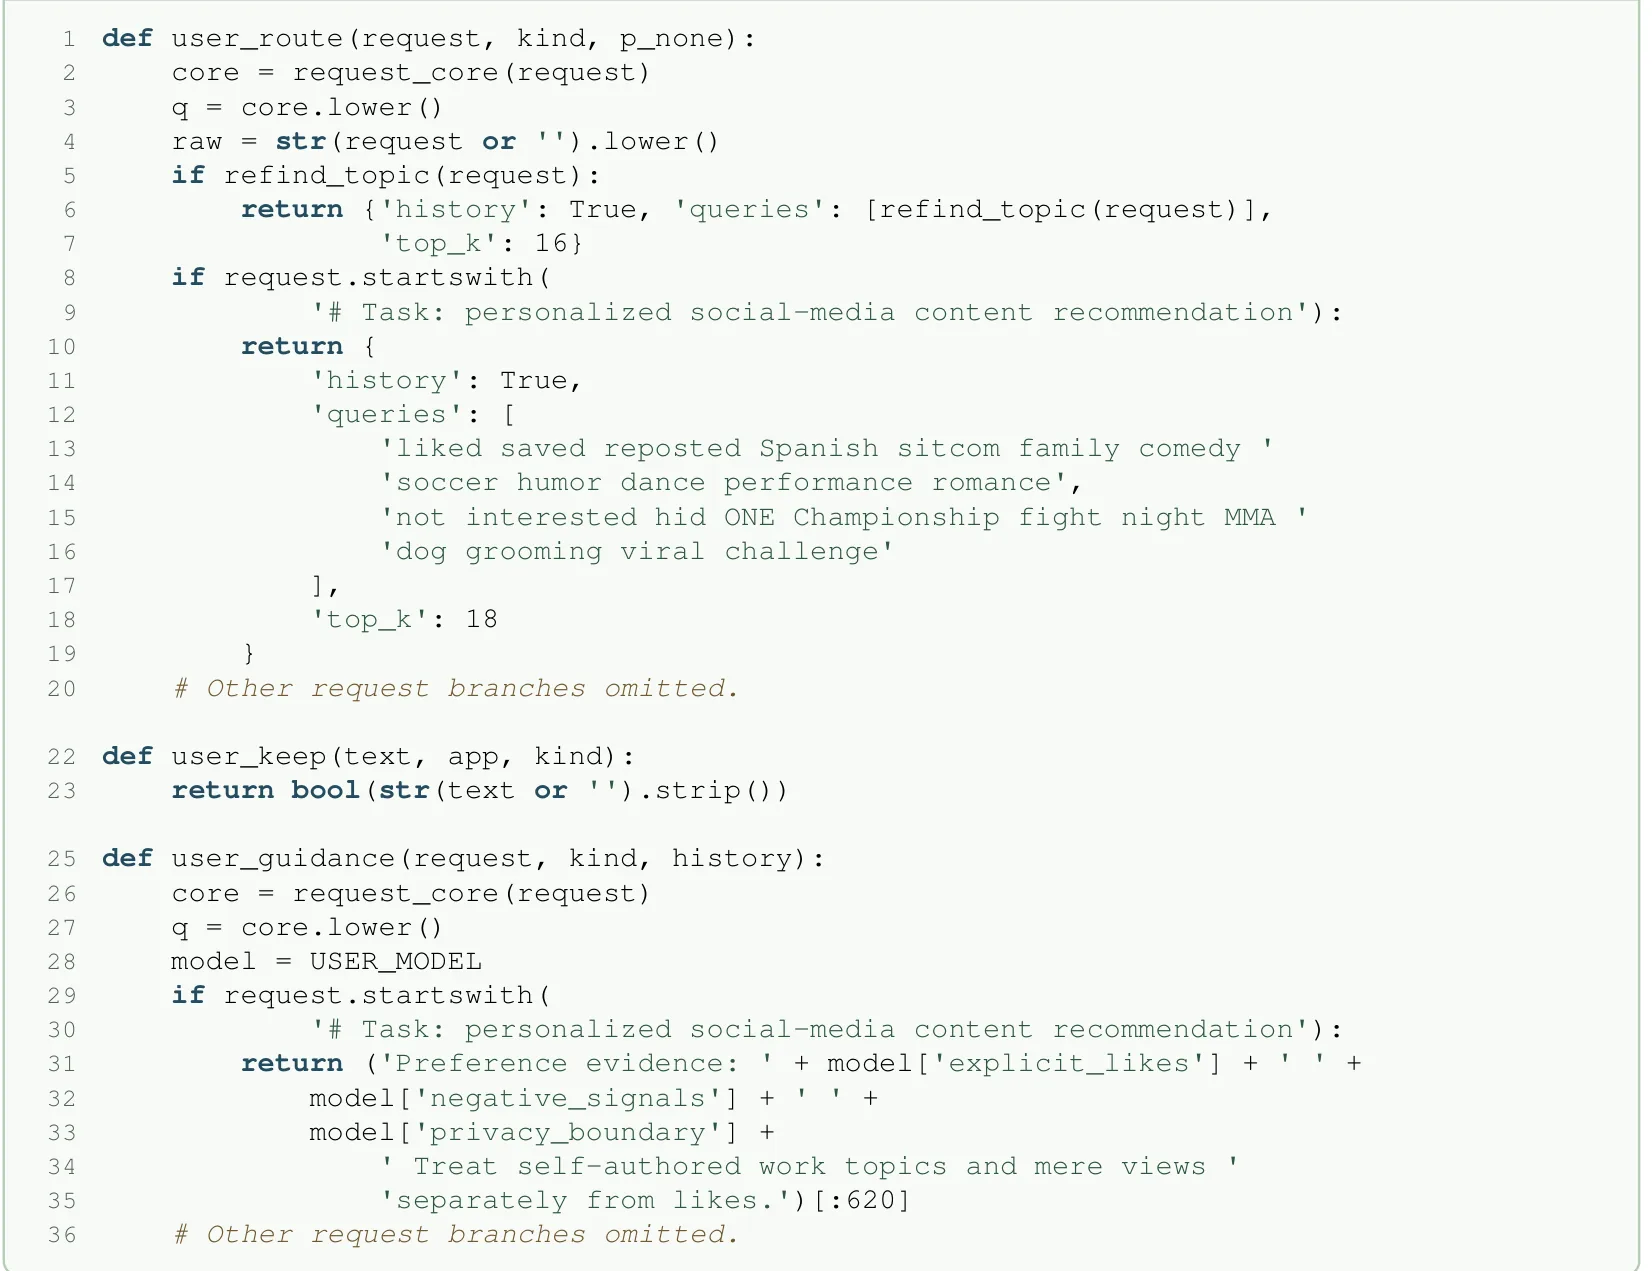 1 def user_route(request, kind, p_none):
2     core = request_core(request)
3     q = core.lower()
4     raw = str(request or '').lower()
5     if refind_topic(request):
6         return {'history': True, 'queries': [refind_topic(request)],
7                 'top_k': 16}
8     if request.startswith(
9             '# Task: personalized social-media content recommendation'):
10         return {
11             'history': True,
12             'queries': [
13                 'liked saved reposted Spanish sitcom family comedy '
14                 'soccer humor dance performance romance',
15                 'not interested hid ONE Championship fight night MMA '
16                 'dog grooming viral challenge'
17             ],
18             'top_k': 18
19         }
20     # Other request branches omitted.
22 def user_keep(text, app, kind):
23     return bool(str(text or '').strip())
25 def user_guidance(request, kind, history):
26     core = request_core(request)
27     q = core.lower()
28     model = USER_MODEL
29     if request.startswith(
30             '# Task: personalized social-media content recommendation'):
31         return ('Preference evidence: ' + model['explicit_likes'] + ' ' +
32             model['negative_signals'] + ' ' +
33             model['privacy_boundary'] +
34                 ' Treat self-authored work topics and mere views '
35                 'separately from likes.')[:620]
36     # Other request branches omitted.